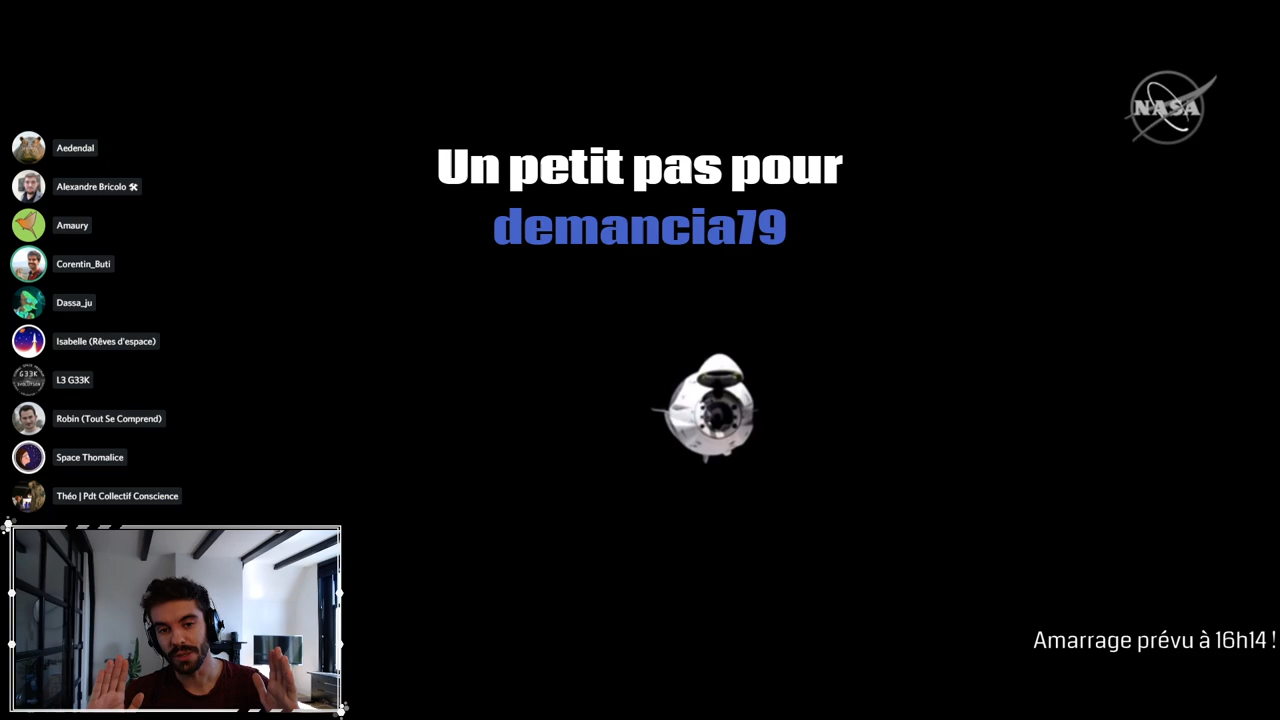 NASA
Un petit pas pour
demancia79
Aedendal
Alexandre Bricolo 🛠
Amaury
Corentin_Buti
Dassa_ju
Isabelle (Rêves d'espace)
L3 G33K
Robin (Tout Se Comprend)
Space Thomalice
Théo | Pdt Collectif Conscience
Amarrage prévu à 16h14 !